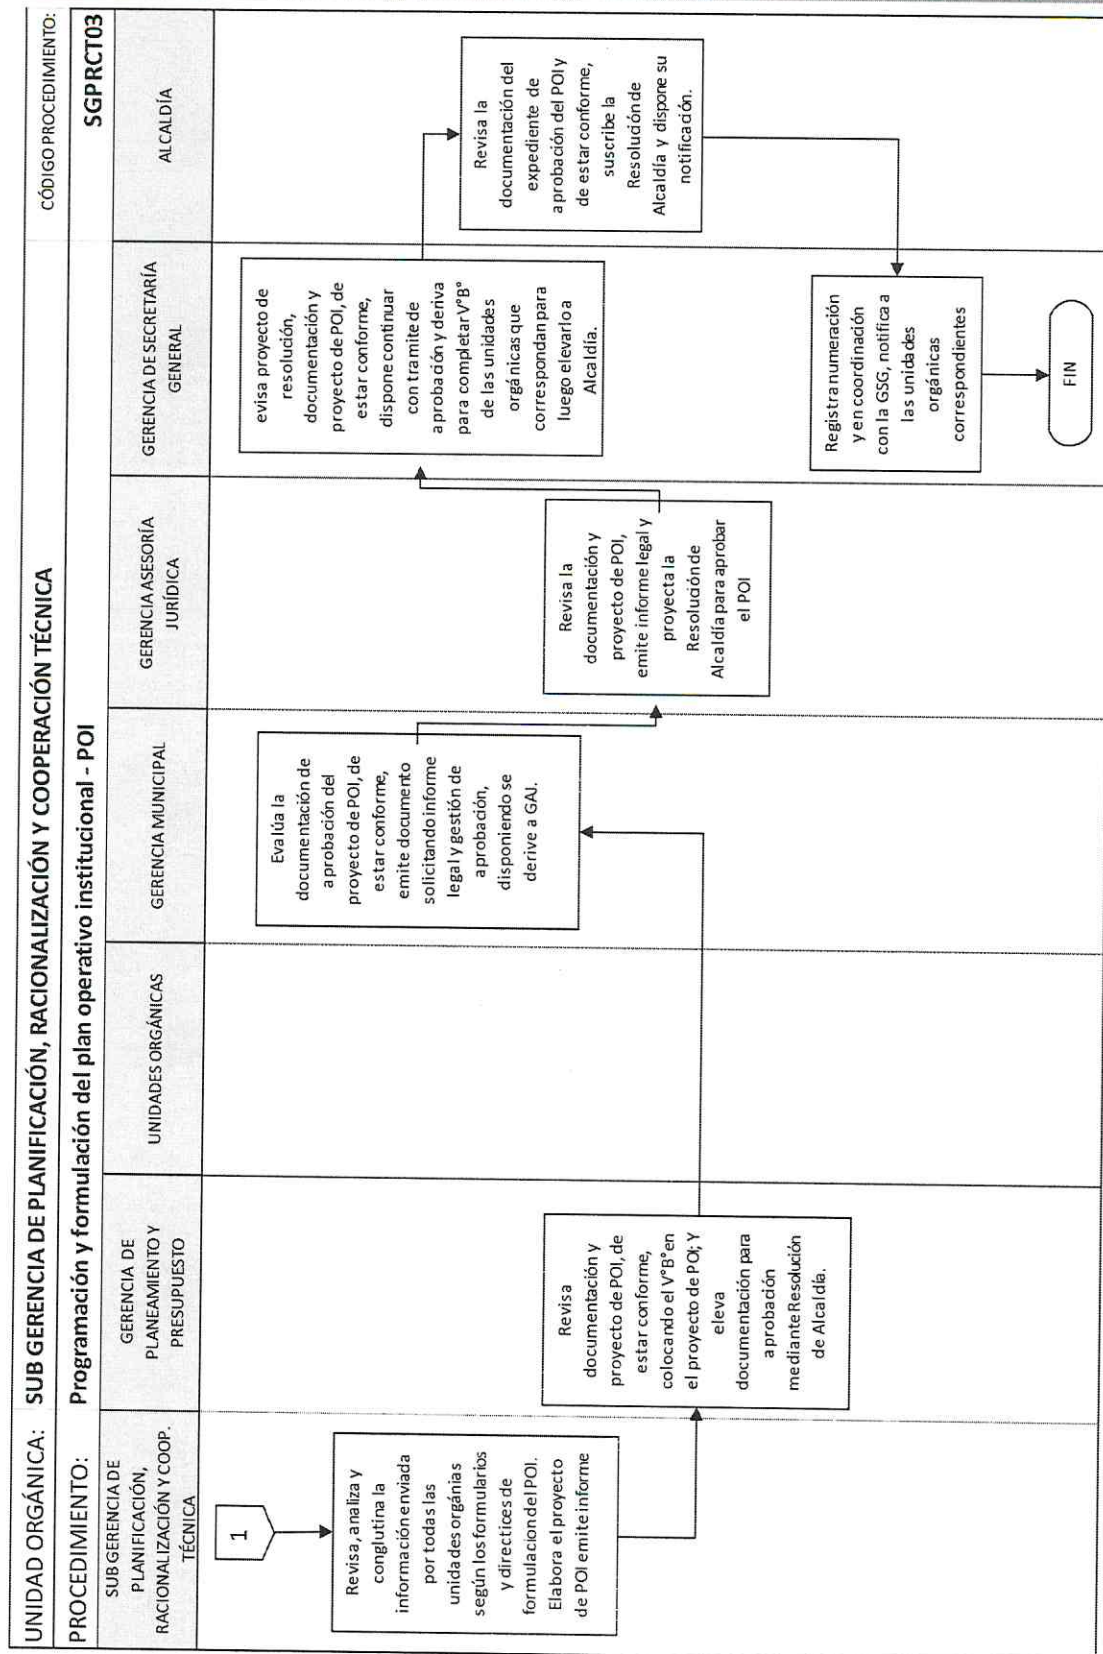 UNIDAD ORGÁNICA: SUB GERENCIA DE PLANIFICACIÓN, RACIONALIZACIÓN Y COOPERACIÓN TÉCNICA
CÓDIGO PROCEDIMIENTO:
PROCEDIMIENTO: Programación y formulación del plan operativo institucional - POI
SGPRCT03
SUB GERENCIA DE
PLANIFICACIÓN,
RACIONALIZACIÓN Y COOP.
TÉCNICA
GERENCIA DE
PLANEAMIENTO Y
PRESUPUESTO
UNIDADES ORGÁNICAS
GERENCIA MUNICIPAL
GERENCIA ASESORÍA
JURÍDICA
GERENCIA DE SECRETARÍA
GENERAL
ALCALDÍA
1
Revisa, analiza y
conglutina la
información enviada
por todas las
unidades orgánias
según los formularios
y directices de
formulacion del POI.
Elabora el proyecto
de POI emite informe
Revisa
documentación y
proyecto de POI, de
estar conforme,
colocando el V°B° en
el proyecto de POI; Y
eleva
documentación para
aprobación
mediante Resolución
de Alcaldía.
Evalúa la
documentación de
aprobación del
proyecto de POI, de
estar conforme,
emite documento
solicitando informe
legal y gestión de
aprobación,
disponiendo se
derive a GAJ.
Revisa la
documentación y
proyecto de POI,
emite informe legal y
proyecta la
Resolución de
Alcaldía para aprobar
el POI
evisa proyecto de
resolución,
documentación y
proyecto de POI, de
estar conforme,
dispone continuar
con tramite de
aprobación y deriva
para completar V°B°
de las unidades
orgánicas que
correspondan para
luego elevarlo a
Alcaldía.
Revisa la
documentación del
expediente de
aprobación del POI y
de estar conforme,
suscribe la
Resolución de
Alcaldía y dispone su
notificación.
Registra numeración
y en coordinación
con la GSG, notifica a
las unidades
orgánicas
correspondientes
FIN